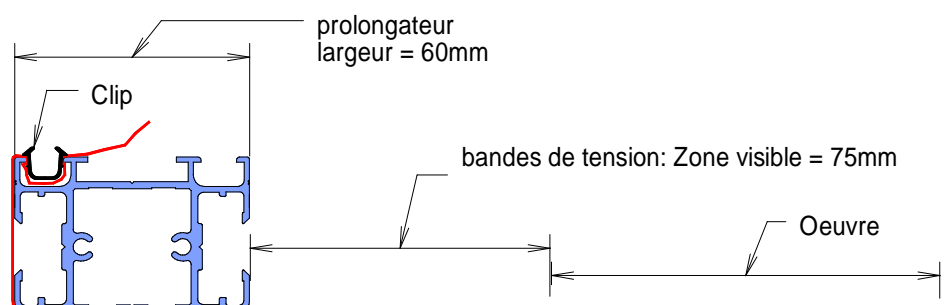 prolongateur
largeur = 60mm
Clip
bandes de tension: Zone visible = 75mm
Oeuvre